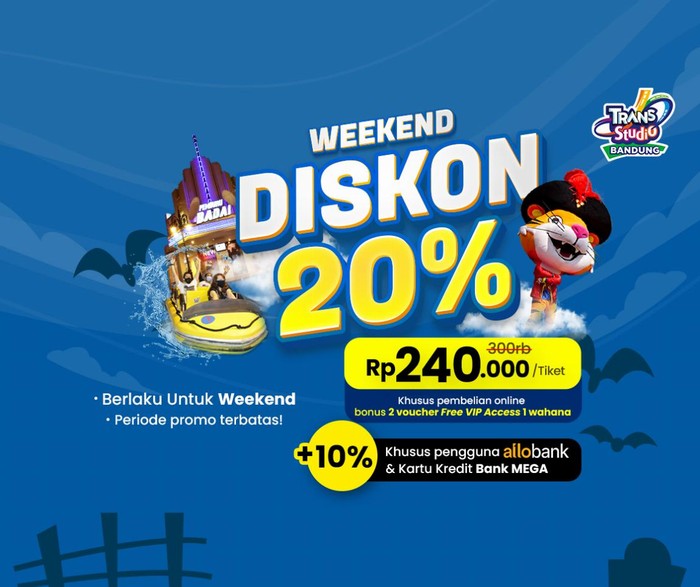 TRANS
Studio
BANDUNG
WEEKEND
DISKON
20%
BADAI
300rb
Rp240.000/Tiket
Khusus pembelian online
bonus 2 voucher Free VIP Access 1 wahana
• Berlaku Untuk Weekend
• Periode promo terbatas!
+10%
Khusus pengguna allobank
& Kartu Kredit Bank MEGA